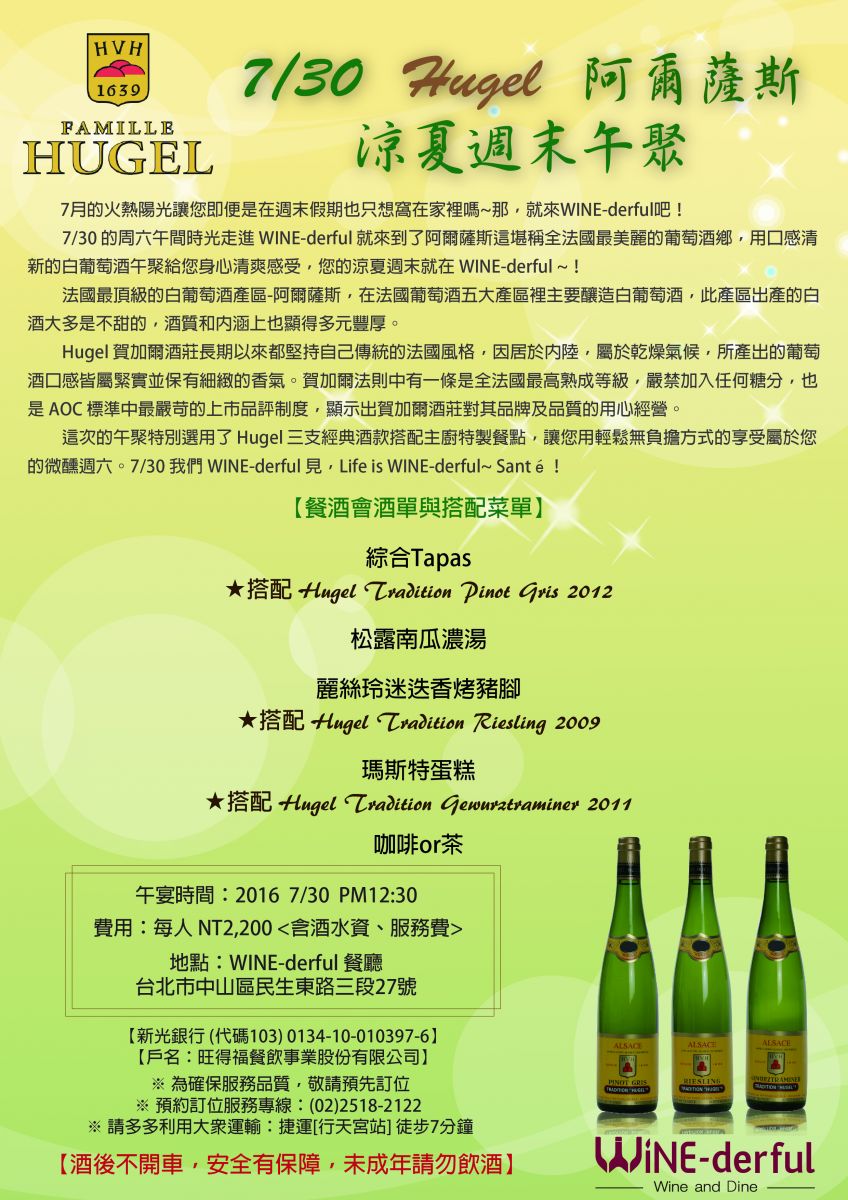 HVH
1639
FAMILLE
HUGEL
7/30 Hugel 阿爾薩斯
涼夏週末午聚
7月的火熱陽光讓您即便是在週末假期也只想窩在家裡嗎~那，就來WINE-derful吧！
7/30 的周六午間時光走進 WINE-derful 就來到了阿爾薩斯這堪稱全法國最美麗的葡萄酒鄉，用口感清
新的白葡萄酒午聚給您身心清爽感受，您的涼夏週末就在 WINE-derful ~！
法國最頂級的白葡萄酒產區-阿爾薩斯，在法國葡萄酒五大產區裡主要釀造白葡萄酒，此產區出產的白
酒大多是不甜的，酒質和內涵上也顯得多元豐厚。
Hugel 賀加爾酒莊長期以來都堅持自己傳統的法國風格，因居於內陸，屬於乾燥氣候，所產出的葡萄
酒口感皆屬緊實並保有細緻的香氣。賀加爾法則中有一條是全法國最高熟成等級，嚴禁加入任何糖分，也
是 AOC 標準中最嚴苛的上市品評制度，顯示出賀加爾酒莊對其品牌及品質的用心經營。
這次的午聚特別選用了 Hugel 三支經典酒款搭配主廚特製餐點，讓您用輕鬆無負擔方式的享受屬於您
的微醺週六。7/30 我們 WINE-derful 見，Life is WINE-derful~ Sant é ！
【餐酒會酒單與搭配菜單】
綜合Tapas
★搭配 Hugel Tradition Pinot Gris 2012
松露南瓜濃湯
麗絲玲迷迭香烤豬腳
★搭配 Hugel Tradition Riesling 2009
瑪斯特蛋糕
★搭配 Hugel Tradition Gewurztraminer 2011
咖啡or茶
午宴時間：2016 7/30 PM12:30
費用：每人 NT2,200 <含酒水資、服務費>
地點：WINE-derful 餐廳
台北市中山區民生東路三段27號
【新光銀行 (代碼103) 0134-10-010397-6】
【戶名：旺得福餐飲事業股份有限公司】
※ 為確保服務品質，敬請預先訂位
※ 預約訂位服務專線：(02)2518-2122
※ 請多多利用大衆運輸：捷運[行天宮站] 徒步7分鐘
【酒後不開車，安全有保障，未成年請勿飲酒】
ALSACE
PINOT GRIS
TRADITION "HUGEL"
ALSACE
RIESLING
TRADITION "HUGEL"
ALSACE
GEWURZTRAMINER
TRADITION "HUGEL"
WiNE-derful
Wine and Dine